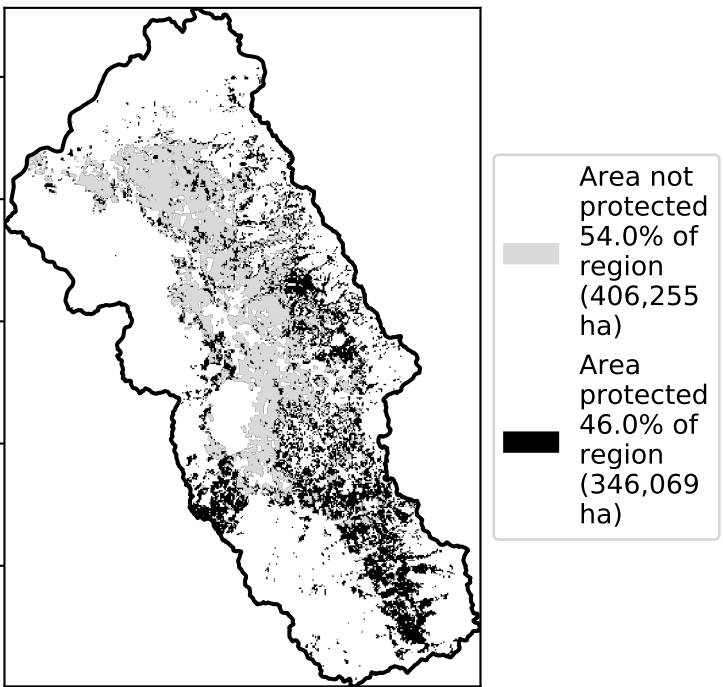 Area not
protected
54.0% of
region
(406,255
ha)
Area
protected
46.0% of
region
(346,069
ha)